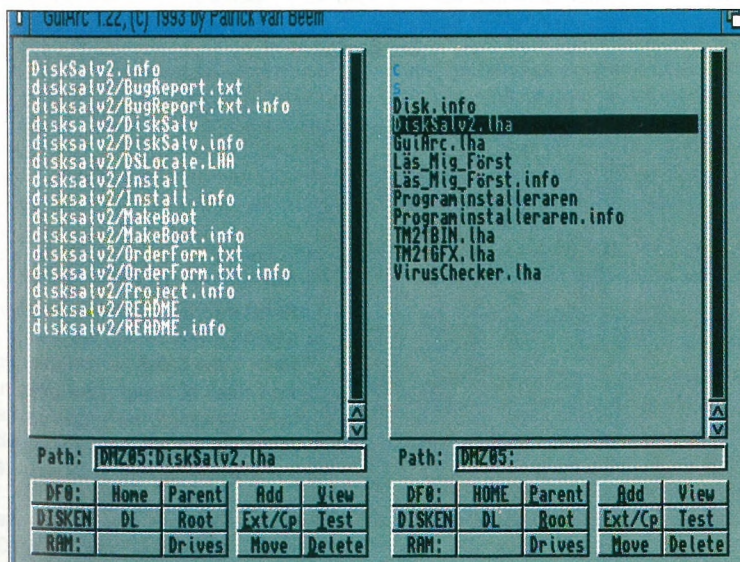 GuiArc 1.22, (c) 1993 by Patrick van Beem
DiskSalv2.info
disksalv2/BugReport.txt
disksalv2/BugReport.txt.info
disksalv2/DiskSalv
disksalv2/DiskSalv.info
disksalv2/DSLocale.LHA
disksalv2/Install
disksalv2/Install.info
disksalv2/MakeBoot
disksalv2/MakeBoot.info
disksalv2/OrderForm.txt
disksalv2/OrderForm.txt.info
disksalv2/Project.info
disksalv2/README
disksalv2/README.info
Path: DMZ05:DiskSalv2.lha
DF0: Home Parent Add View
DISKEN DL Root Ext/Cp Test
RAM: Drives Move Delete
c
s
Disk.info
DiskSalv2.lha
GuiArc.lha
Läs_Mig_Först
Läs_Mig_Först.info
Programinstalleraren
Programinstalleraren.info
TM21BIN.lha
TM21GFX.lha
VirusChecker.lha
Path: DMZ05:
DF0: HOME Parent Add View
DISKEN DL Root Ext/Cp Test
RAM: Drives Move Delete